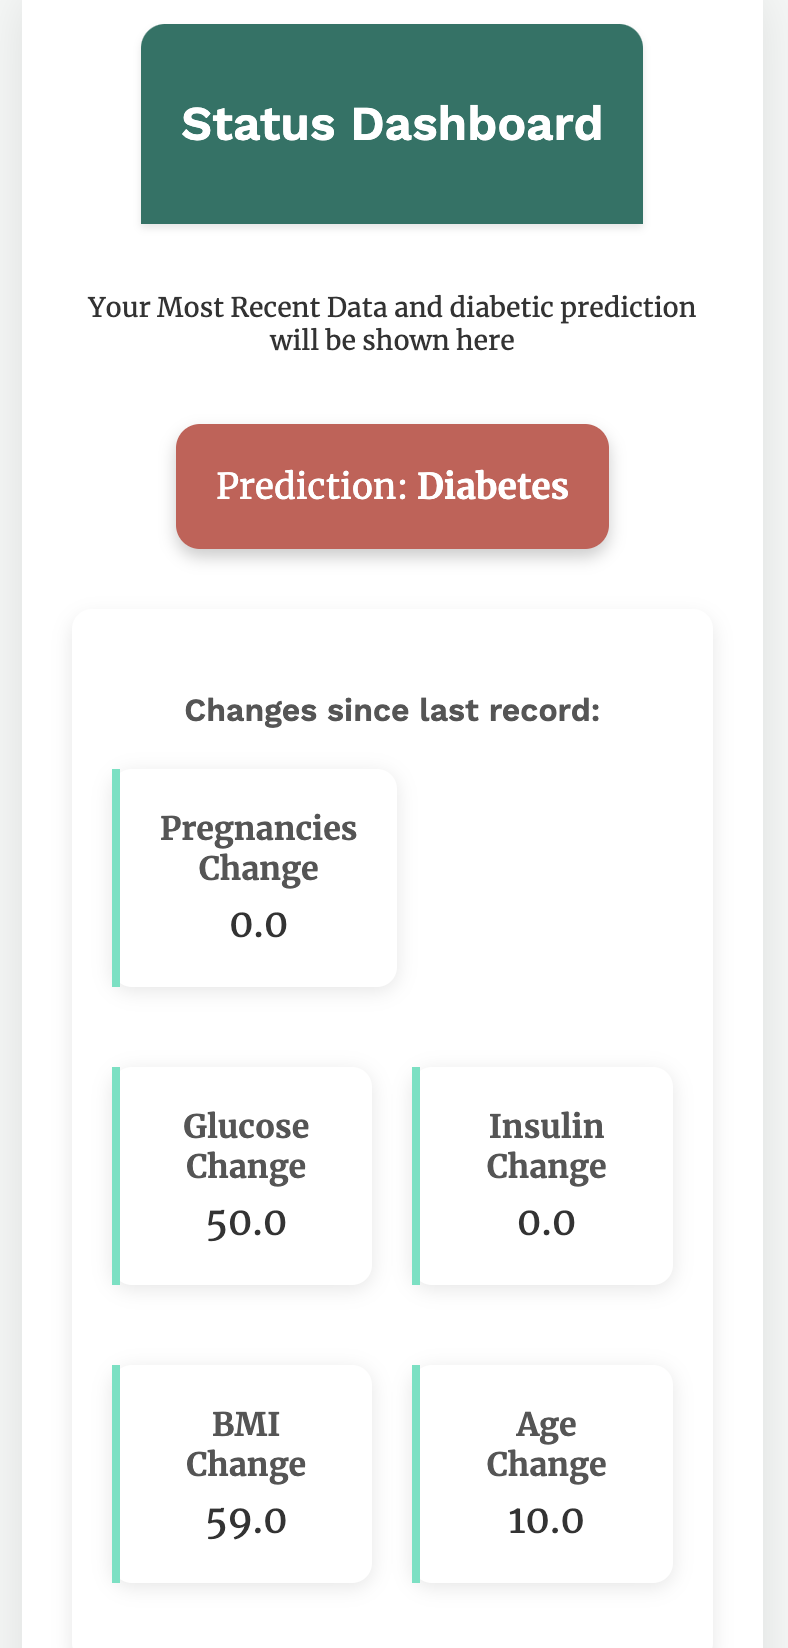 Status Dashboard
Your Most Recent Data and diabetic prediction
will be shown here
Prediction: Diabetes
Changes since last record:
Pregnancies
Change
0.0
Glucose
Change
50.0
Insulin
Change
0.0
BMI
Change
59.0
Age
Change
10.0